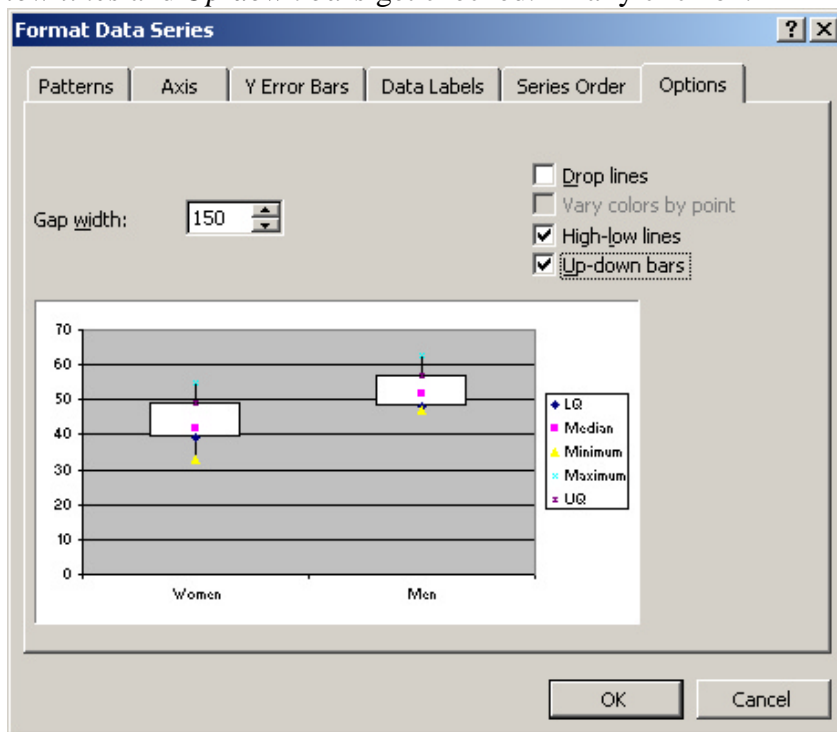 Format Data Series
Patterns Axis Y Error Bars Data Labels Series Order Options
Drop lines
Vary colors by point
Gap width: 150
High-low lines
Up-down bars
70
60
50
40
30
20
10
0
Women Men
LQ
Median
Minimum
Maximum
UQ
OK Cancel